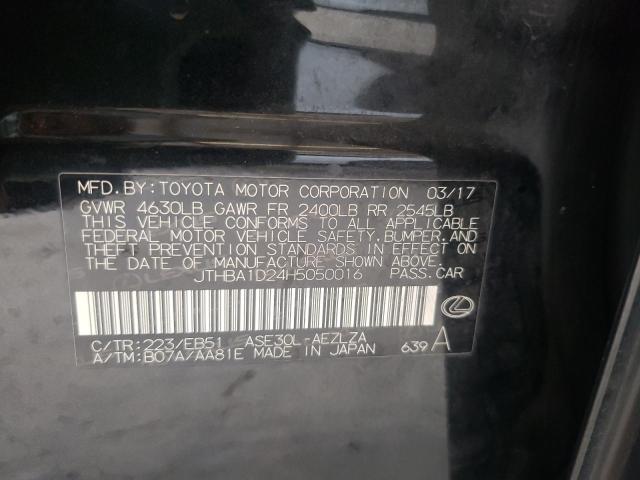 MFD. BY: TOYOTA MOTOR CORPORATION 03/17
GVWR 4630LB GAWR FR 2400LB RR 2545LB
THIS VEHICLE CONFORMS TO ALL APPLICABLE
FEDERAL MOTOR VEHICLE SAFETY, BUMPER, AND
THEFT PREVENTION STANDARDS IN EFFECT ON
THE DATE OF MANUFACTURE SHOWN ABOVE.
JTHBA1D24H5050016 PASS. CAR
C/TR: 223/EB51 ASE30L-AEZLZA
A/TM: B07A/AA81E MADE IN JAPAN 639 A